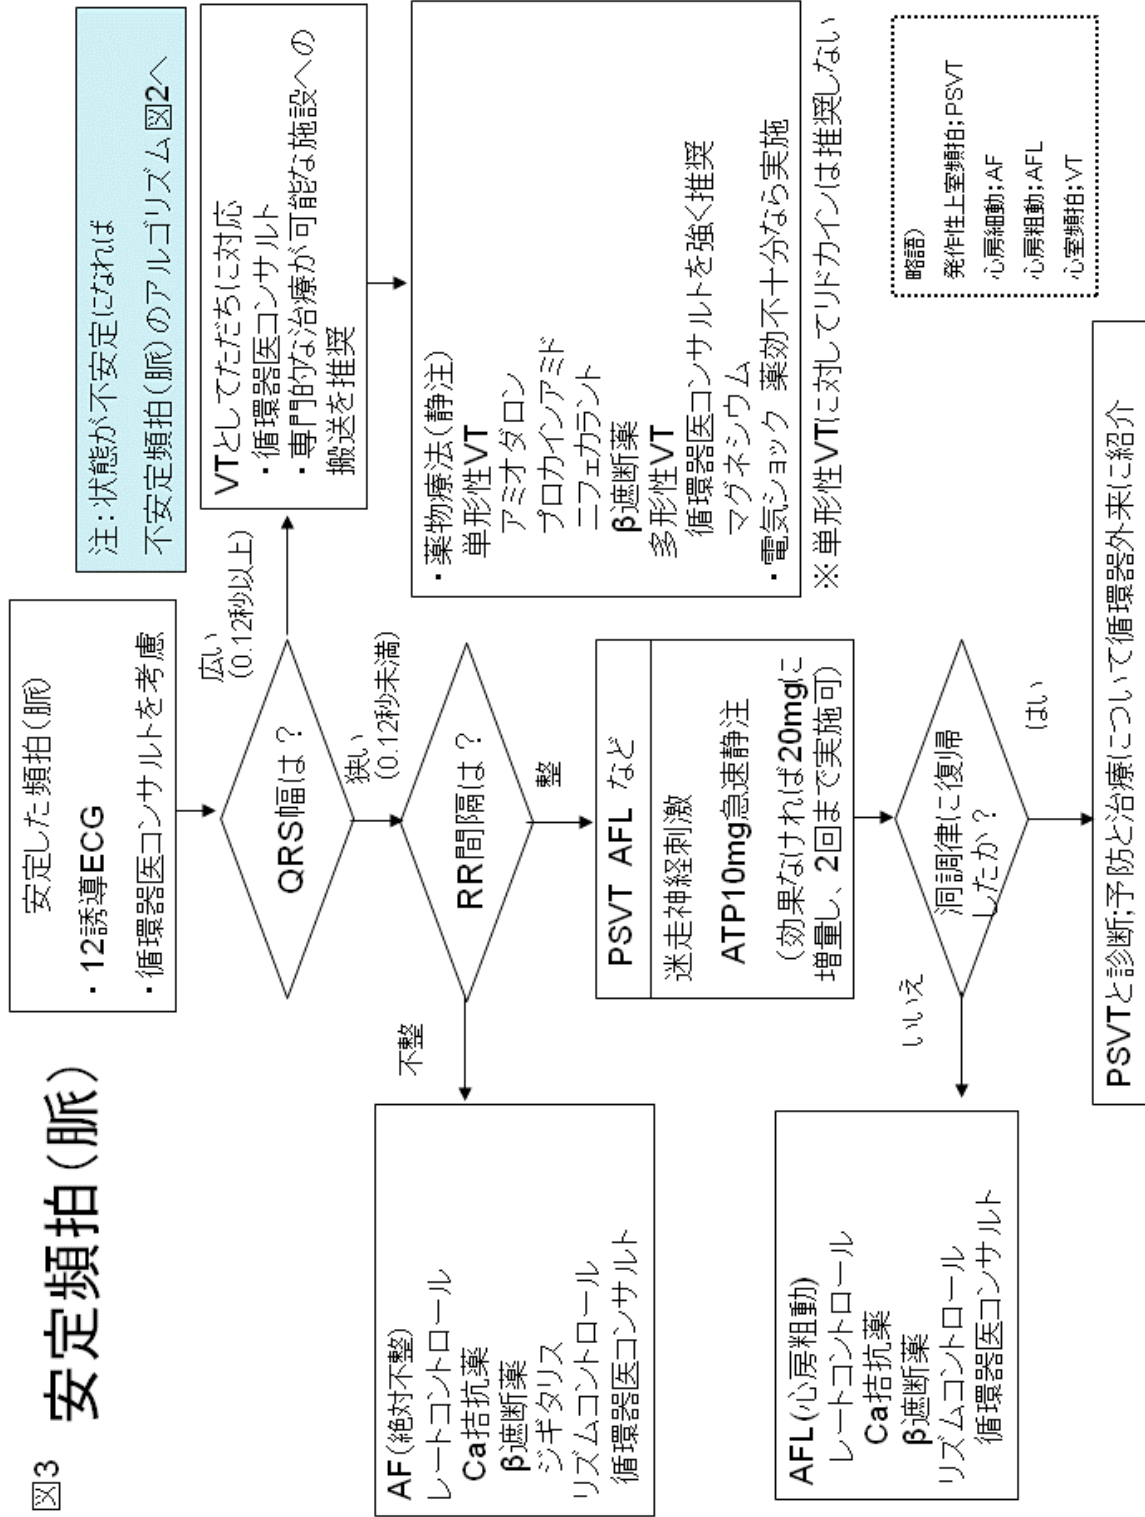 図3
安定頻拍（脈）
安定した頻拍（脈）
・12誘導ECG
・循環器医コンサルトを考慮
注：状態が不安定になれば
不安定頻拍（脈）のアルゴリズム図2へ
QRS幅は？
広い
（0.12秒以上）
VTとしてただちに対応
・循環器医コンサルト
・専門的な治療が可能な施設への
搬送を推奨
狭い
（0.12秒未満）
・薬物療法（静注）
単形性VT
アミオダロン
プロカインアミド
ニフェカラント
β遮断薬
多形性VT
循環器医コンサルトを強く推奨
マグネシウム
・電気ショック 薬効不十分なら実施
※単形性VTに対してリドカインは推奨しない
RR間隔は？
不整
AF（絶対不整）
レートコントロール
Ca拮抗薬
β遮断薬
ジギタリス
リズムコントロール
循環器医コンサルト
整
PSVT AFL など
迷走神経刺激
ATP10mg急速静注
（効果なければ20mgに
増量し、2回まで実施可）
洞調律に復帰
したか？
いいえ
AFL（心房粗動）
レートコントロール
Ca拮抗薬
β遮断薬
リズムコントロール
循環器医コンサルト
はい
PSVTと診断;予防と治療について循環器外来に紹介
略語）
発作性上室頻拍;PSVT
心房細動;AF
心房粗動;AFL
心室頻拍;VT